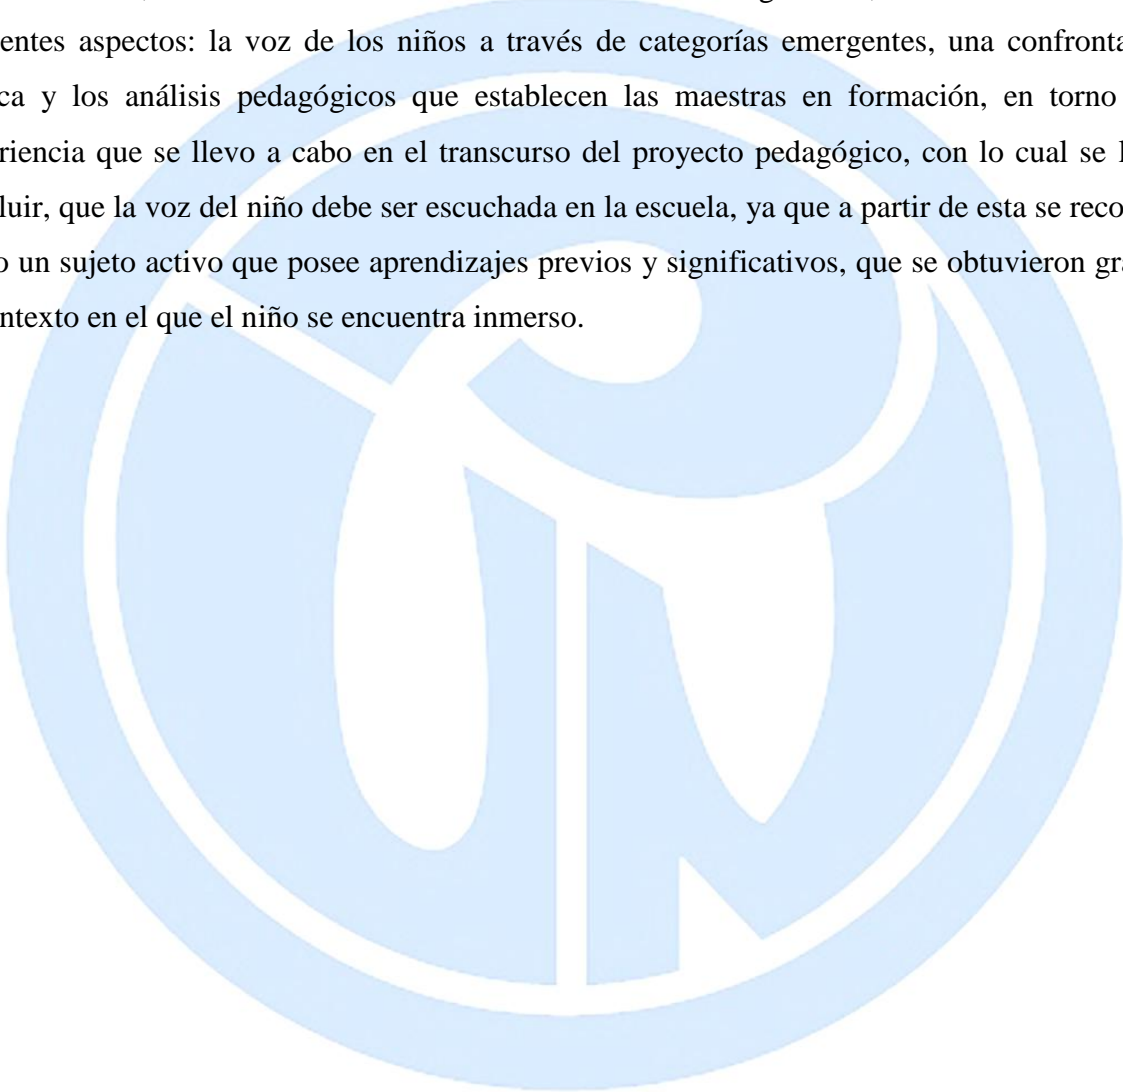 entes aspectos: la voz de los niños a través de categorías emergentes, una confronta
ca y los análisis pedagógicos que establecen las maestras en formación, en torno
riencia que se llevo a cabo en el transcurso del proyecto pedagógico, con lo cual se l
luir, que la voz del niño debe ser escuchada en la escuela, ya que a partir de esta se reco
o un sujeto activo que posee aprendizajes previos y significativos, que se obtuvieron gra
ntexto en el que el niño se encuentra inmerso.